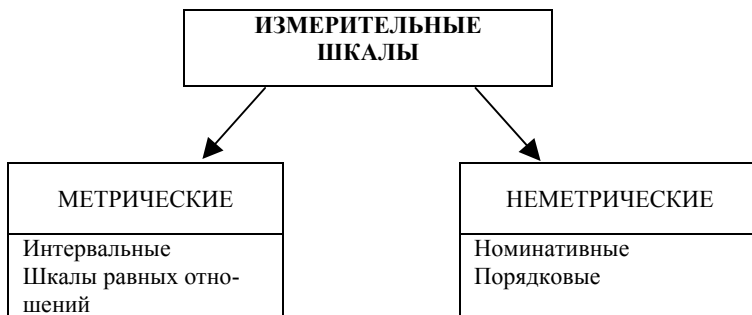 ИЗМЕРИТЕЛЬНЫЕ
ШКАЛЫ
МЕТРИЧЕСКИЕ
Интервальные
Шкалы равных отно-
шений
НЕМЕТРИЧЕСКИЕ
Номинативные
Порядковые